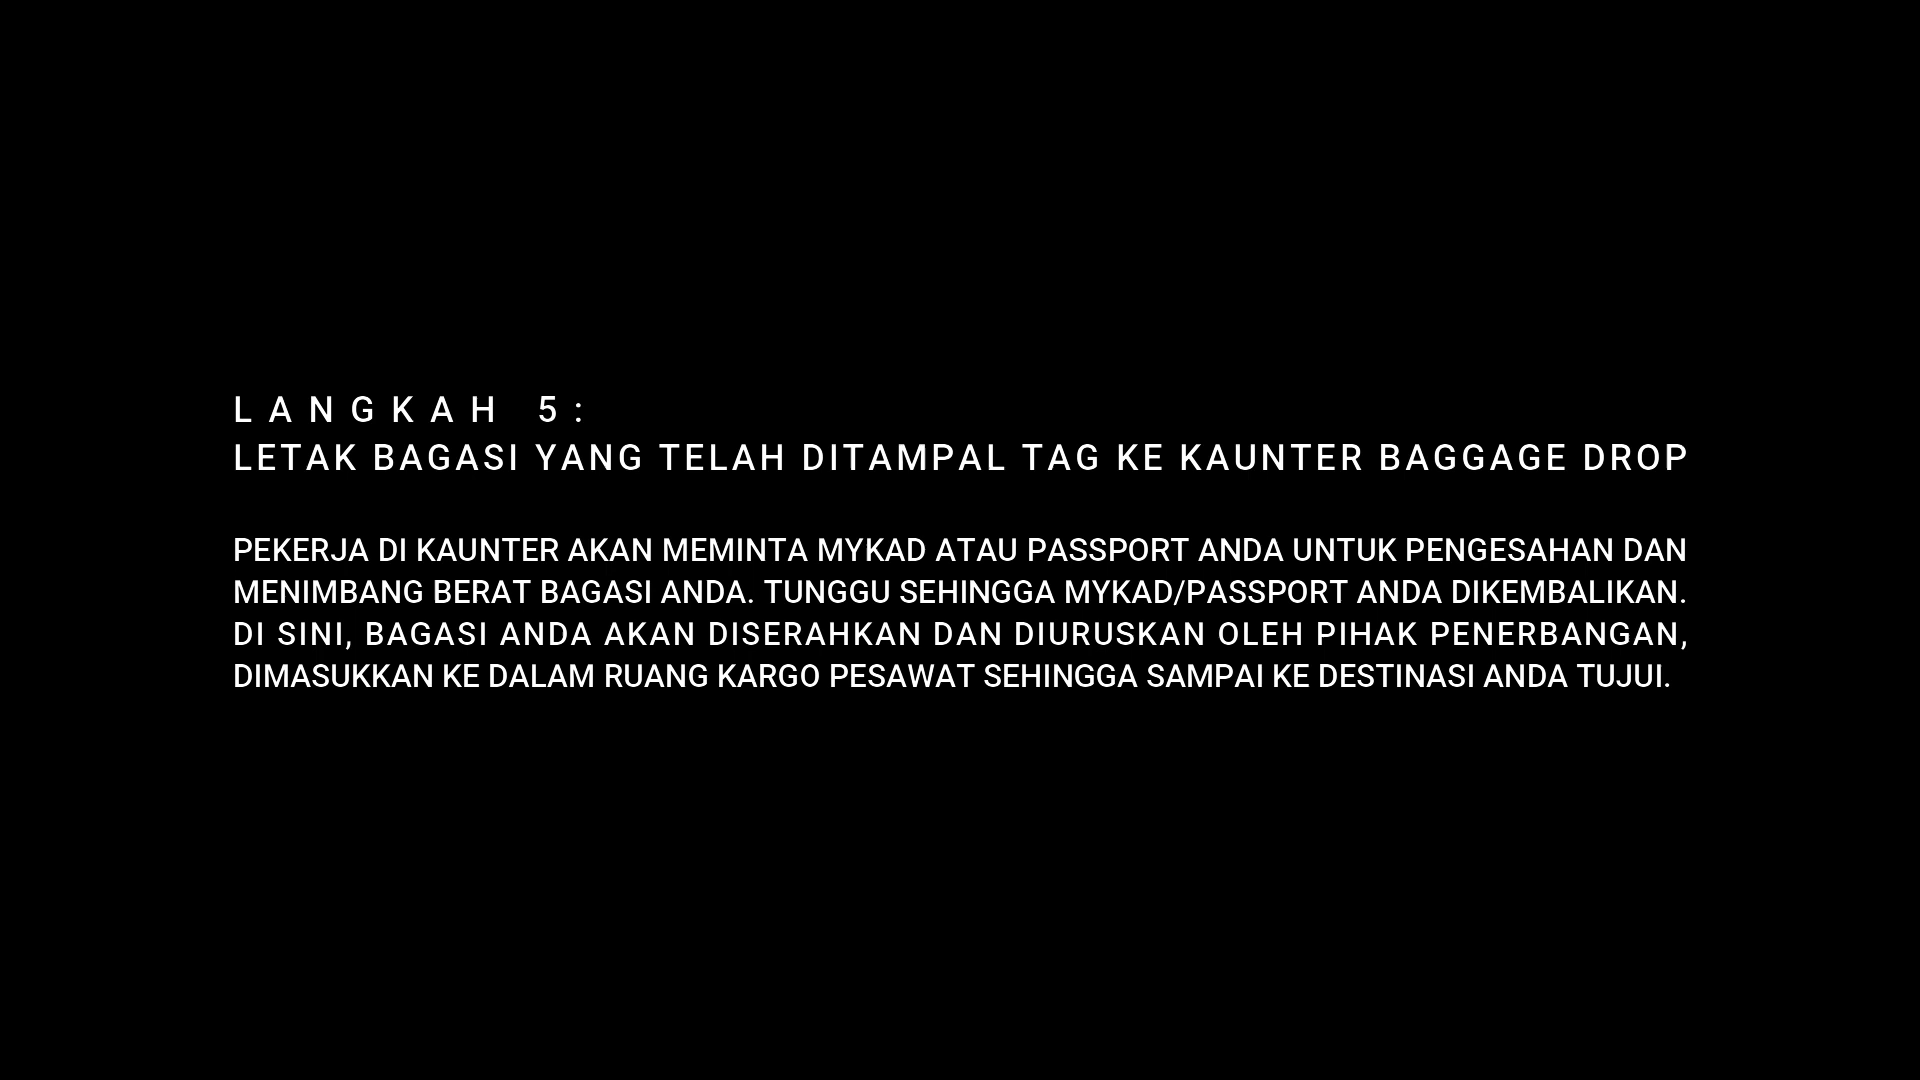 LANGKAH 5:
LETAK BAGASI YANG TELAH DITAMPAL TAG KE KAUNTER BAGGAGE DROP
PEKERJA DI KAUNTER AKAN MEMINTA MYKAD ATAU PASSPORT ANDA UNTUK PENGESAHAN DAN
MENIMBANG BERAT BAGASI ANDA. TUNGGU SEHINGGA MYKAD/PASSPORT ANDA DIKEMBALIKAN.
DI SINI, BAGASI ANDA AKAN DISERAHKAN DAN DIURUSKAN OLEH PIHAK PENERBANGAN,
DIMASUKKAN KE DALAM RUANG KARGO PESAWAT SEHINGGA SAMPAI KE DESTINASI ANDA TUJUI.